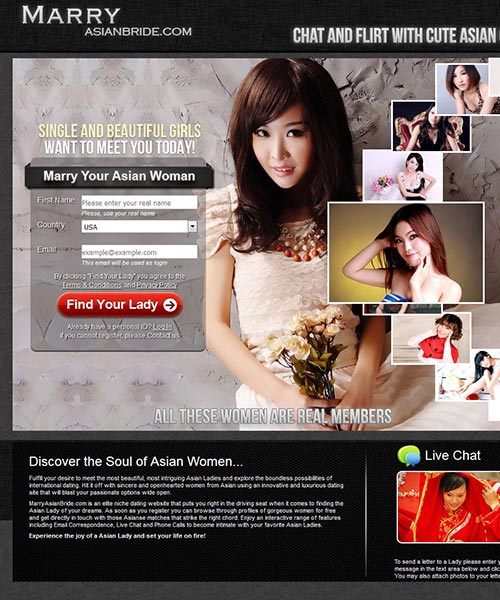 MARRY
ASIANBRIDE.COM
CHAT AND FLIRT WITH CUTE ASIAN
SINGLE AND BEAUTIFUL GIRLS
WANT TO MEET YOU TODAY!
Marry Your Asian Woman
First Name
Please enter your real name
Please, use your real name
Country
USA
Email
example@example.com
This email will be used as login
By clicking "Find Your Lady" you agree to the
Terms & Conditions and Privacy Policy
Find Your Lady
Already have a personal ID? Log In
if you cannot register, please Contact us
ALL THESE WOMEN ARE REAL MEMBERS
Discover the Soul of Asian Women...
Fulfill your desire to meet the most beautiful, most intriguing Asian Ladies and explore the boundless possibilities of
international dating. Hit it off with sincere and openhearted women from Asian using an innovative and luxurious dating
site that will blast your passionate options wide open.
MarryAsianBride.com is an elite niche dating website that puts you right in the driving seat when it comes to finding the
Asian Lady of your dreams. As soon as you register you can browse through profiles of gorgeous women for free
and get directly in touch with those Asianse matches that strike the right chord. Enjoy an interactive range of features
including Email Correspondence, Live Chat and Phone Calls to become intimate with your favorite Asian Ladies.
Experience the joy of a Asian Lady and set your life on fire!
Live Chat
To send a letter to a Lady please enter y
message in the text area below and clic
You may also attach photos to your lette